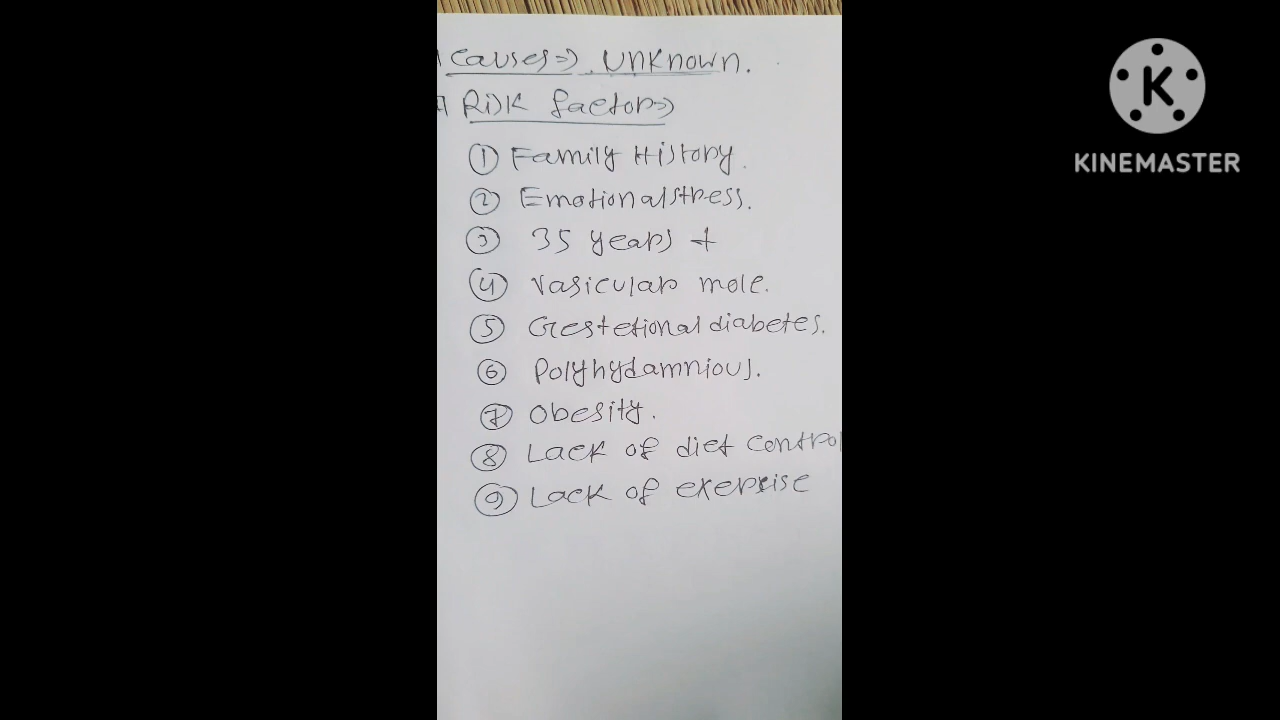 Causes⇒ Unknown.
Risk factor⇒
① Family History.
② Emotional stress.
③ 35 years +
④ Vasicular mole.
⑤ Gestetional diabetes.
⑥ Polyhydamnious.
⑦ Obesity.
⑧ Lack of diet control
⑨ Lack of exercise
K
KINEMASTER